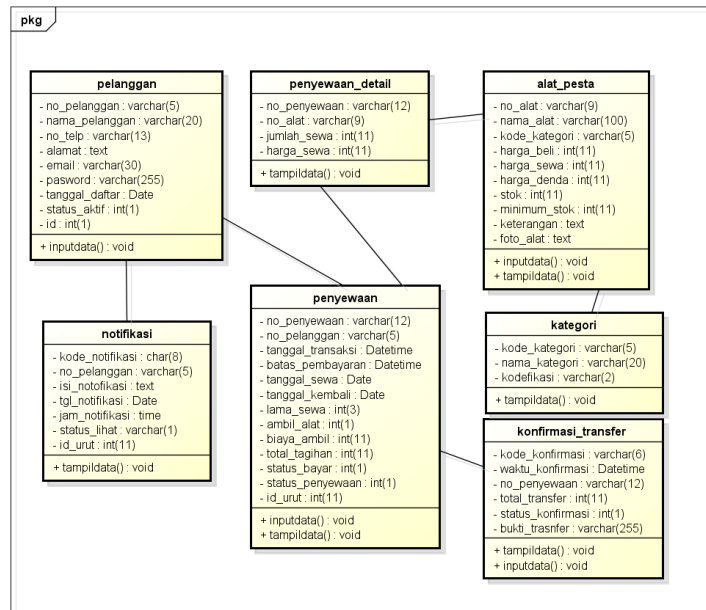 pkg
pelanggan
- no_pelanggan : varchar(5)
- nama_pelanggan : varchar(20)
- no_telp : varchar(13)
- alamat : text
- email : varchar(30)
- pasword : varchar(255)
- tanggal_daftar : Date
- status_aktif : int(1)
- id : int(1)
+ inputdata() : void
penyewaan_detail
- no_penyewaan : varchar(12)
- no_alat : varchar(9)
- jumlah_sewa : int(11)
- harga_sewa : int(11)
+ tampildata() : void
alat_pesta
- no_alat : varchar(9)
- nama_alat : varchar(100)
- kode_kategori : varchar(5)
- harga_beli : int(11)
- harga_sewa : int(11)
- harga_denda : int(11)
- stok : int(11)
- minimum_stok : int(11)
- keterangan : text
- foto_alat : text
+ inputdata() : void
+ tampildata() : void
notifikasi
- kode_notifikasi : char(8)
- no_pelanggan : varchar(5)
- isi_notofikasi : text
- tgl_notifikasi : Date
- jam_notifikasi : time
- status_lihat : varchar(1)
- id_urut : int(11)
+ tampildata() : void
penyewaan
- no_penyewaan : varchar(12)
- no_pelanggan : varchar(5)
- tanggal_transaksi : Datetime
- batas_pembayaran : Datetime
- tanggal_sewa : Date
- tanggal_kembali : Date
- lama_sewa : int(3)
- ambil_alat : int(1)
- biaya_ambil : int(11)
- total_tagihan : int(11)
- status_bayar : int(1)
- status_penyewaan : int(1)
- id_urut : int(11)
+ inputdata() : void
+ tampildata() : void
kategori
- kode_kategori : varchar(5)
- nama_kategori : varchar(20)
- kodefikasi : varchar(2)
+ tampildata() : void
konfirmasi_transfer
- kode_konfirmasi : varchar(6)
- waktu_konfirmasi : Datetime
- no_penyewaan : varchar(12)
- total_transfer : int(11)
- status_konfirmasi : int(1)
- bukti_trasnfer : varchar(255)
+ tampildata() : void
+ inputdata() : void